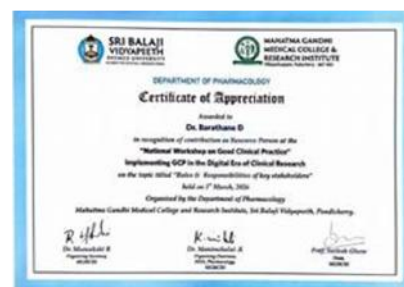 SRI BALAJI
VIDYAPEETH
MAHATMA GANDHI
MEDICAL COLLEGE &
RESEARCH INSTITUTE
DEPARTMENT OF PHARMACOLOGY
Certificate of Appreciation
Awarded to
Dr. Barathane D
in recognition of contribution as Resource Person at the
"National Workshop on Good Clinical Practice"
Implementing GCP in the Digital Era of Clinical Research
on the topic titled "Roles & Responsibilities of key stakeholders"
held on March, 2026
Organized by the Department of Pharmacology
Mahatma Gandhi Medical College and Research Institute, Sri Balaji Vidyapeeth, Pondicherry.